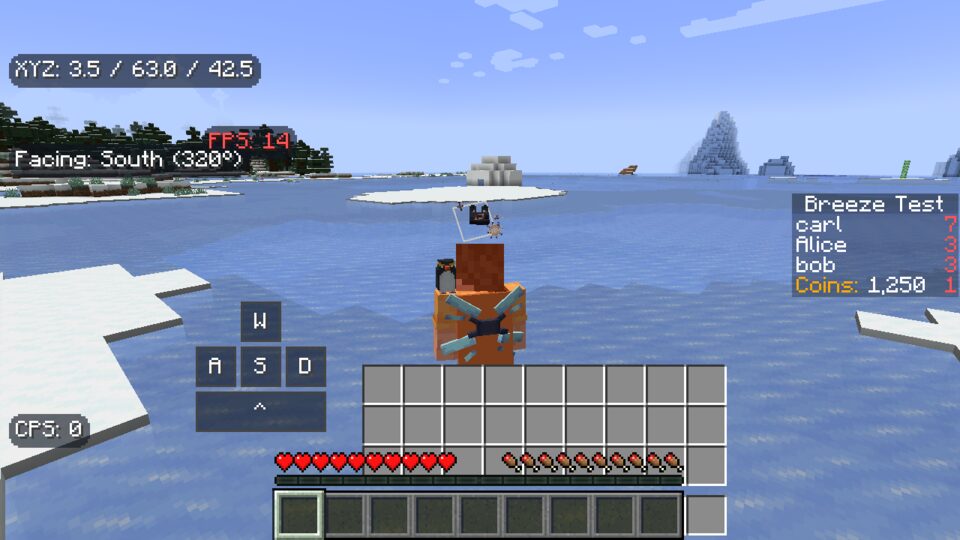 XYZ: 3.5 / 63.0 / 42.5
FPS: 14
Facing: South (320°)
Breeze Test
carl 7
Alice 3
bob 3
Coins: 1,250 1
W
A S D
^
CPS: 0